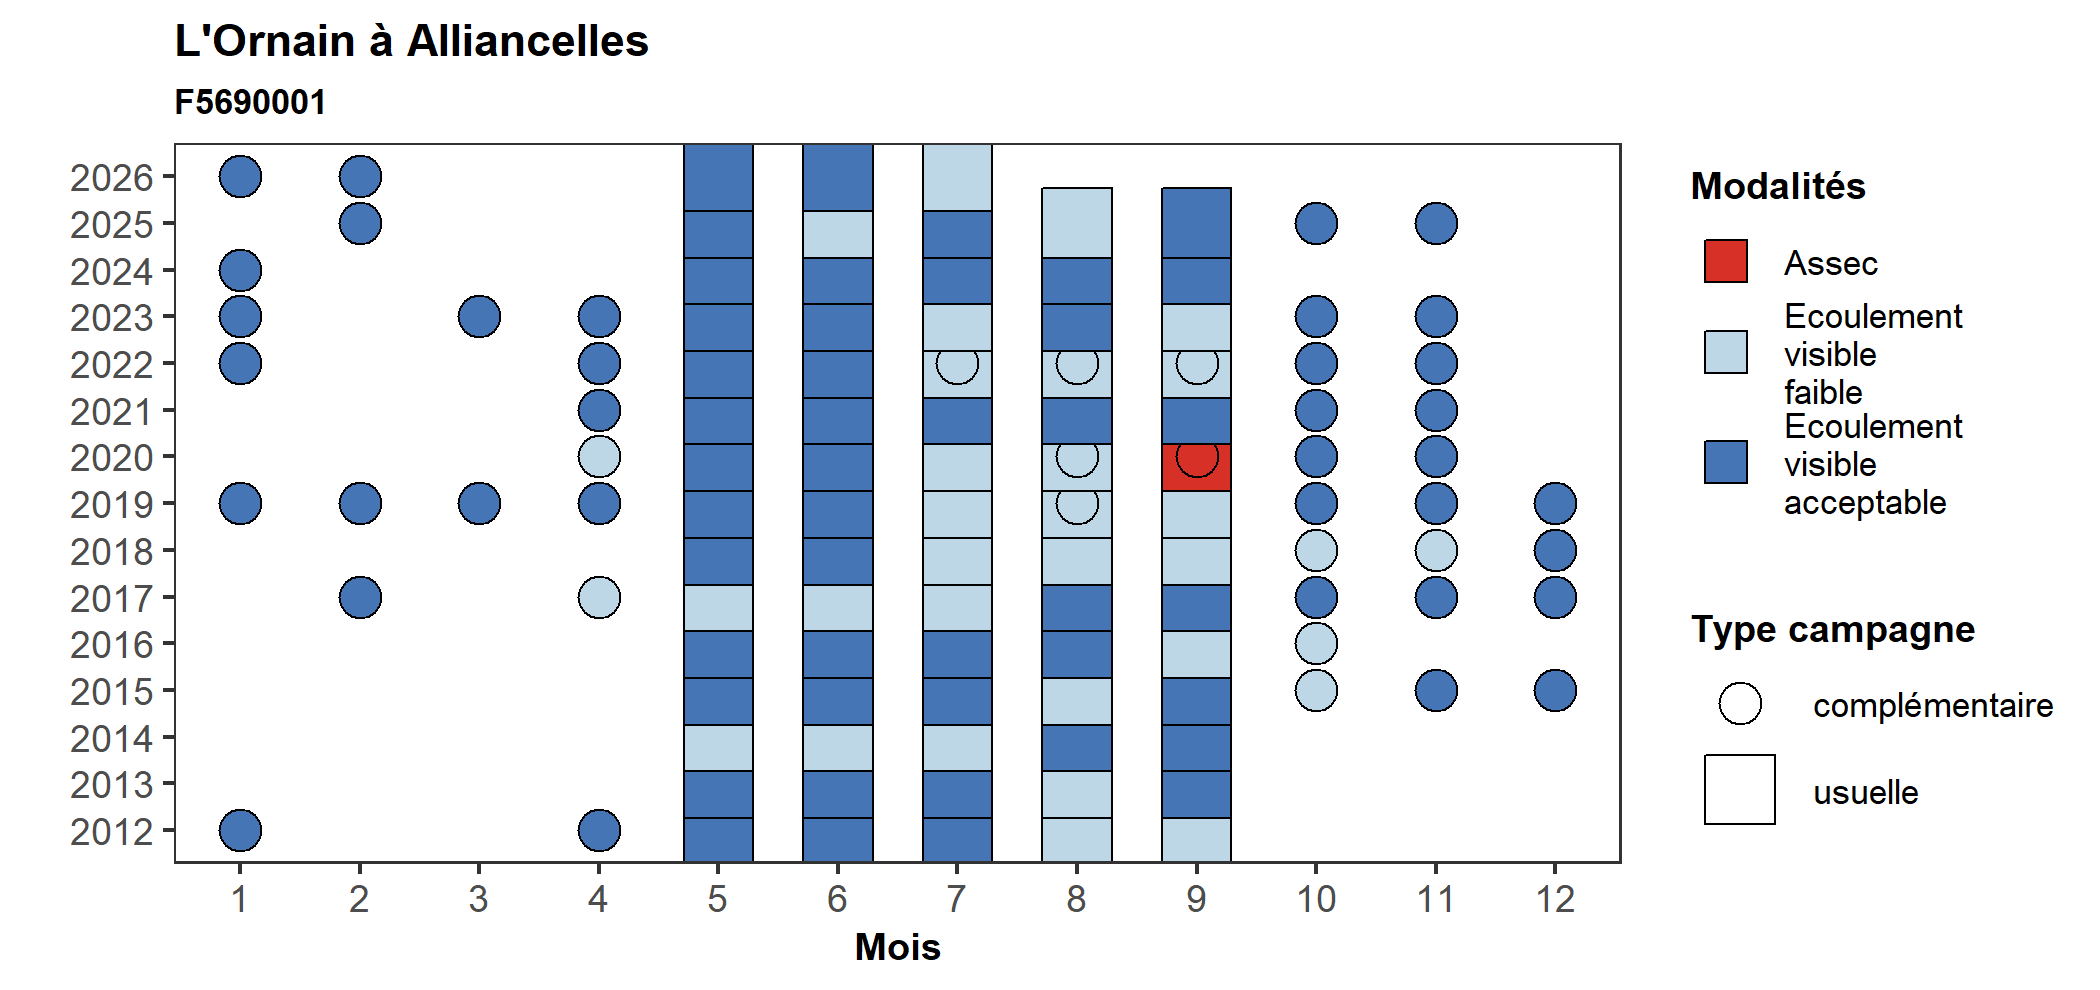 L'Ornain à Alliancelles
F5690001
2026
2025
2024
2023
2022
2021
2020
2019
2018
2017
2016
2015
2014
2013
2012
1 2 3 4 5 6 7 8 9 10 11 12
Mois
Modalités
Assec
Ecoulement
visible
faible
Ecoulement
visible
acceptable
Type campagne
complémentaire
usuelle